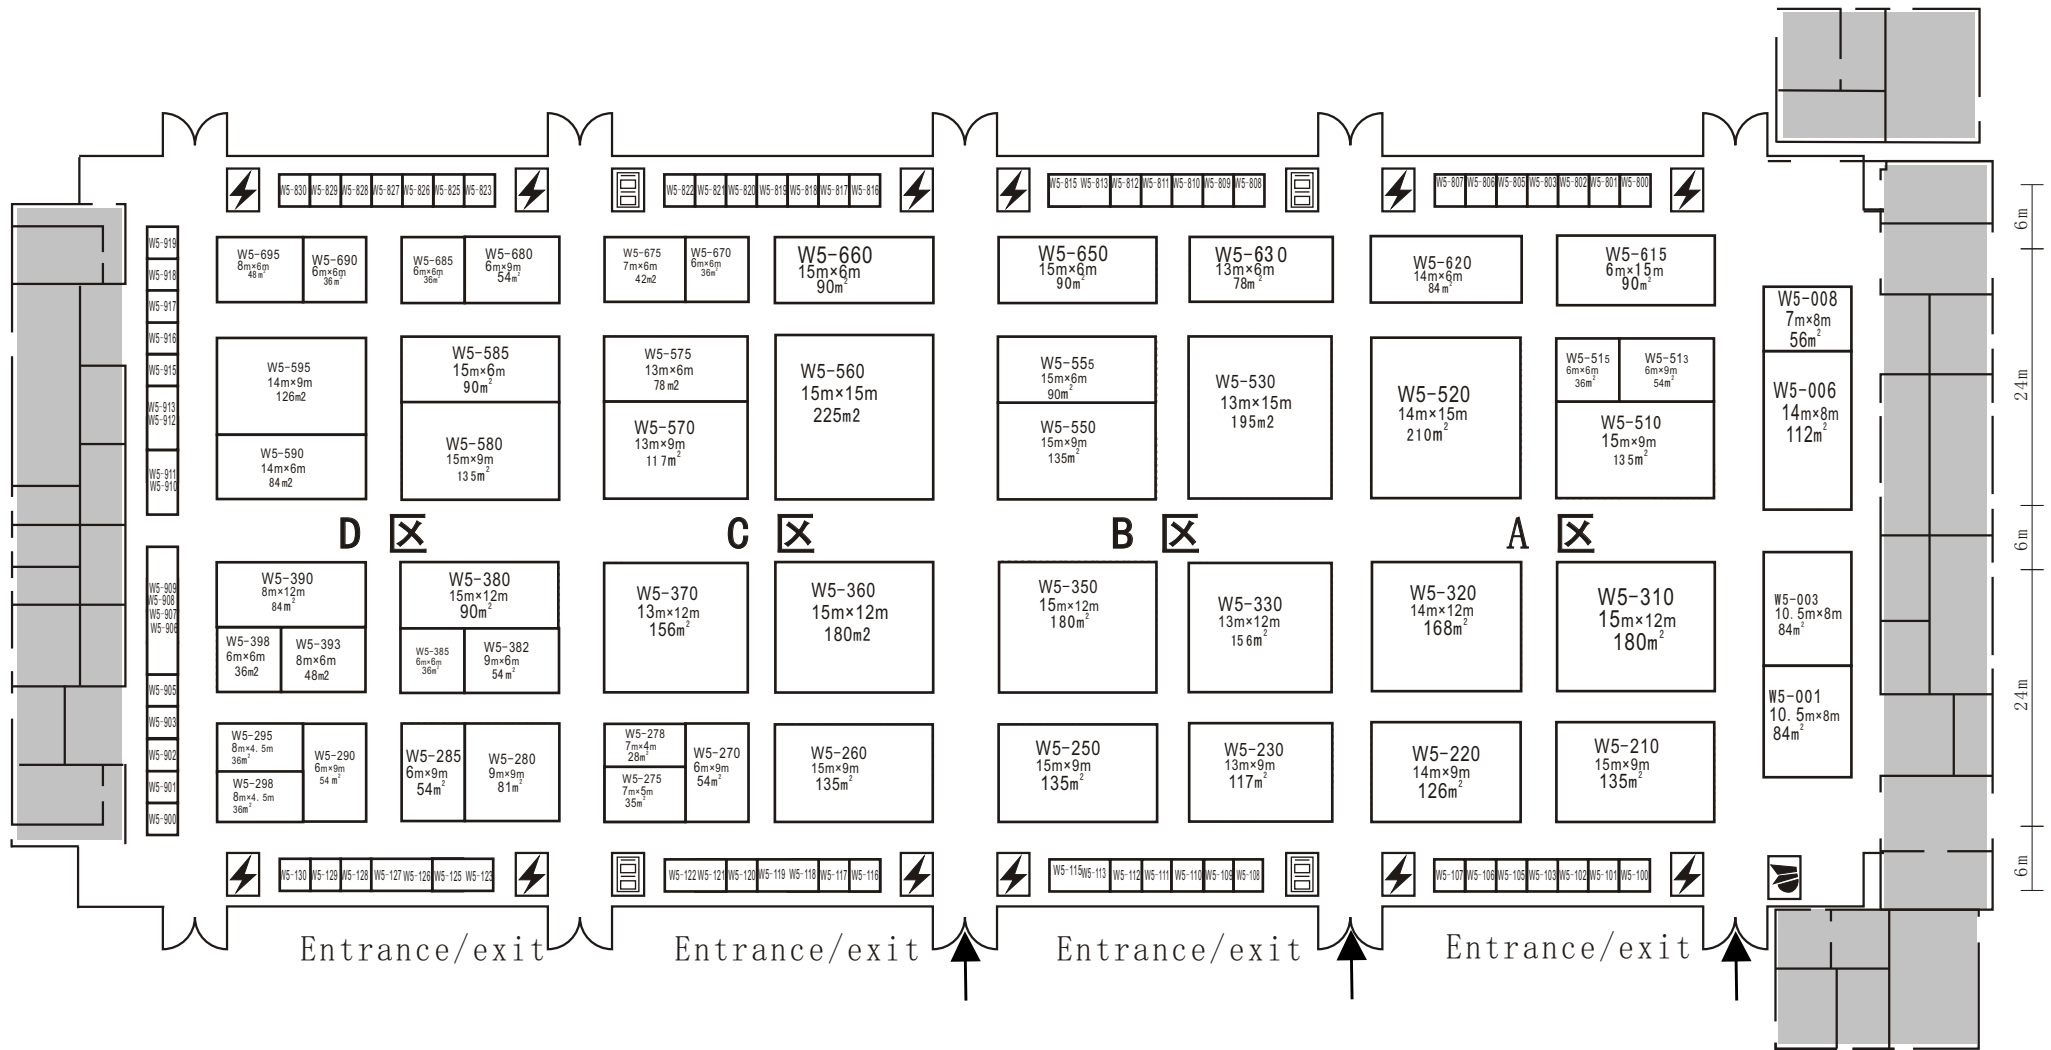 W5-830 W5-829 W5-828 W5-827 W5-826 W5-825 W5-823
W5-822 W5-821 W5-820 W5-819 W5-818 W5-817 W5-816
W5-815 W5-813 W5-812 W5-811 W5-810 W5-809 W5-808
W5-807 W5-806 W5-805 W5-803 W5-802 W5-801 W5-800
W5-919
W5-918
W5-917
W5-916
W5-915
W5-913
W5-912
W5-911
W5-910
W5-909
W5-908
W5-907
W5-906
W5-905
W5-903
W5-902
W5-901
W5-900
W5-695
8m×6m
48m²
W5-690
6m×6m
36m²
W5-685
6m×6m
36m²
W5-680
6m×9m
54m²
W5-675
7m×6m
42m2
W5-670
6m×6m
36m²
W5-660
15m×6m
90m²
W5-650
15m×6m
90m²
W5-630
13m×6m
78m²
W5-620
14m×6m
84m²
W5-615
6m×15m
90m²
W5-008
7m×8m
56m²
W5-006
14m×8m
112m²
W5-595
14m×9m
126m2
W5-590
14m×6m
84m2
W5-585
15m×6m
90m²
W5-580
15m×9m
135m²
W5-575
13m×6m
78m2
W5-570
13m×9m
117m²
W5-560
15m×15m
225m2
W5-555
15m×6m
90m²
W5-550
15m×9m
135m²
W5-530
13m×15m
195m2
W5-520
14m×15m
210m²
W5-515
6m×6m
36m²
W5-513
6m×9m
54m²
W5-510
15m×9m
135m²
D 区
C 区
B 区
A 区
W5-390
8m×12m
84m²
W5-398
6m×6m
36m2
W5-393
8m×6m
48m2
W5-380
15m×12m
90m²
W5-385
6m×6m
36m²
W5-382
9m×6m
54m²
W5-370
13m×12m
156m²
W5-360
15m×12m
180m2
W5-350
15m×12m
180m²
W5-330
13m×12m
156m²
W5-320
14m×12m
168m²
W5-310
15m×12m
180m²
W5-003
10.5m×8m
84m²
W5-001
10.5m×8m
84m²
W5-295
8m×4.5m
36m²
W5-298
8m×4.5m
36m²
W5-290
6m×9m
54m²
W5-285
6m×9m
54m²
W5-280
9m×9m
81m²
W5-278
7m×4m
28m²
W5-275
7m×5m
35m²
W5-270
6m×9m
54m²
W5-260
15m×9m
135m²
W5-250
15m×9m
135m²
W5-230
13m×9m
117m²
W5-220
14m×9m
126m²
W5-210
15m×9m
135m²
W5-130 W5-129 W5-128 W5-127 W5-126 W5-125 W5-123
W5-122 W5-121 W5-120 W5-119 W5-118 W5-117 W5-116
W5-115 W5-113 W5-112 W5-111 W5-110 W5-109 W5-108
W5-107 W5-106 W5-105 W5-103 W5-102 W5-101 W5-100
Entrance/exit
Entrance/exit
Entrance/exit
Entrance/exit
6m
24m
6m
24m
6m